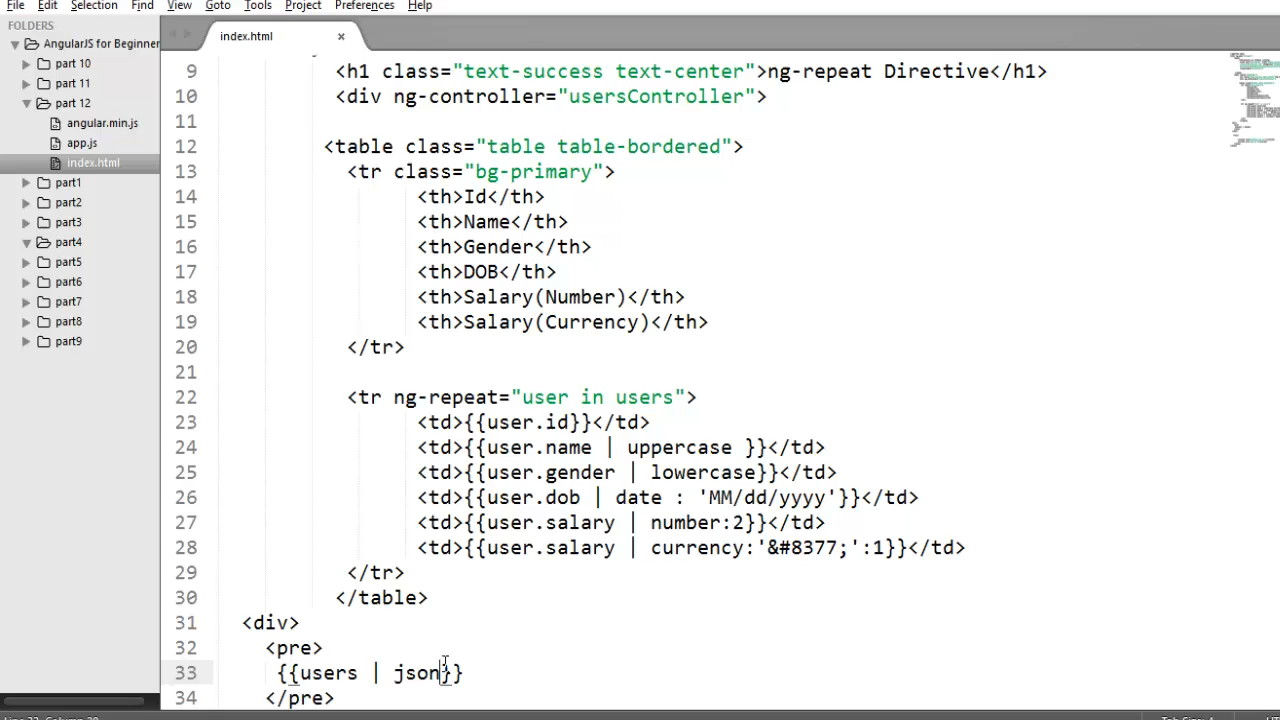 File Edit Selection Find View Goto Tools Project Preferences Help
FOLDERS
AngularJS for Beginner
part 10
part 11
part 12
angular.min.js
app.js
index.html
part1
part2
part3
part4
part5
part6
part7
part8
part9
index.html ×
9 <h1 class="text-success text-center">ng-repeat Directive</h1>
10 <div ng-controller="usersController">
11
12 <table class="table table-bordered">
13 <tr class="bg-primary">
14 <th>Id</th>
15 <th>Name</th>
16 <th>Gender</th>
17 <th>DOB</th>
18 <th>Salary(Number)</th>
19 <th>Salary(Currency)</th>
20 </tr>
21
22 <tr ng-repeat="user in users">
23 <td>{{user.id}}</td>
24 <td>{{user.name | uppercase }}</td>
25 <td>{{user.gender | lowercase}}</td>
26 <td>{{user.dob | date : 'MM/dd/yyyy'}}</td>
27 <td>{{user.salary | number:2}}</td>
28 <td>{{user.salary | currency:'&#8377;':1}}</td>
29 </tr>
30 </table>
31 <div>
32 <pre>
33 {{users | json}}
34 </pre>